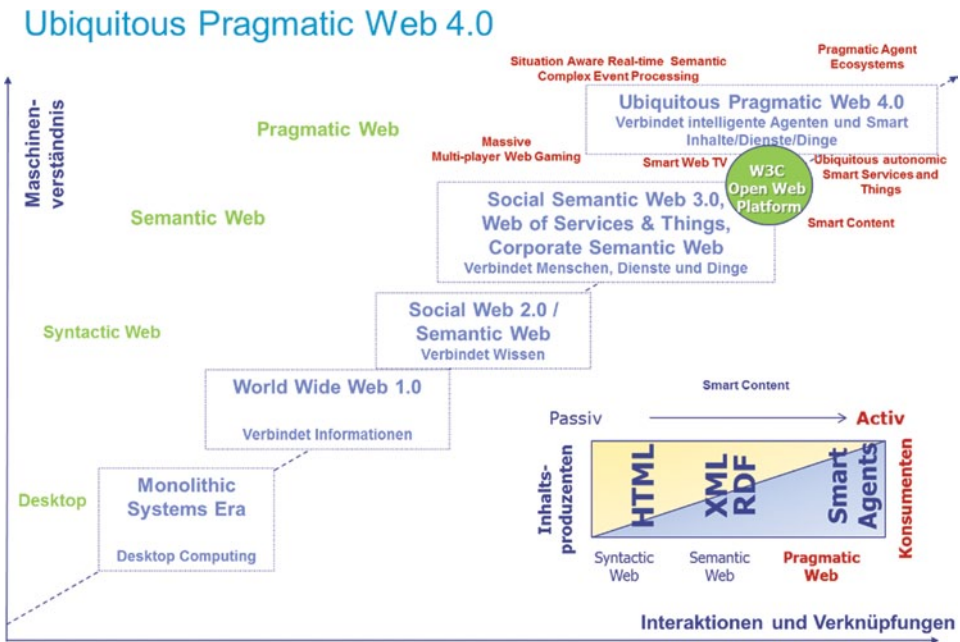 Ubiquitous Pragmatic Web 4.0
Maschinen-
verständnis
Situation Aware Real-time Semantic
Complex Event Processing
Pragmatic Agent
Ecosystems
Ubiquitous Pragmatic Web 4.0
Verbindet intelligente Agenten und Smart
Inhalte/Dienste/Dinge
Pragmatic Web
Massive
Multi-player Web Gaming
Smart Web TV
W3C
Open Web
Platform
Ubiquitous autonomic
Smart Services and
Things
Smart Content
Semantic Web
Social Semantic Web 3.0,
Web of Services & Things,
Corporate Semantic Web
Verbindet Menschen, Dienste und Dinge
Syntactic Web
Social Web 2.0 /
Semantic Web
Verbindet Wissen
World Wide Web 1.0
Verbindet Informationen
Desktop
Monolithic
Systems Era
Desktop Computing
Smart Content
Passiv
Activ
Inhalts-
produzenten
HTML
XML
RDF
Smart
Agents
Konsumenten
Syntactic
Web
Semantic
Web
Pragmatic
Web
Interaktionen und Verknüpfungen